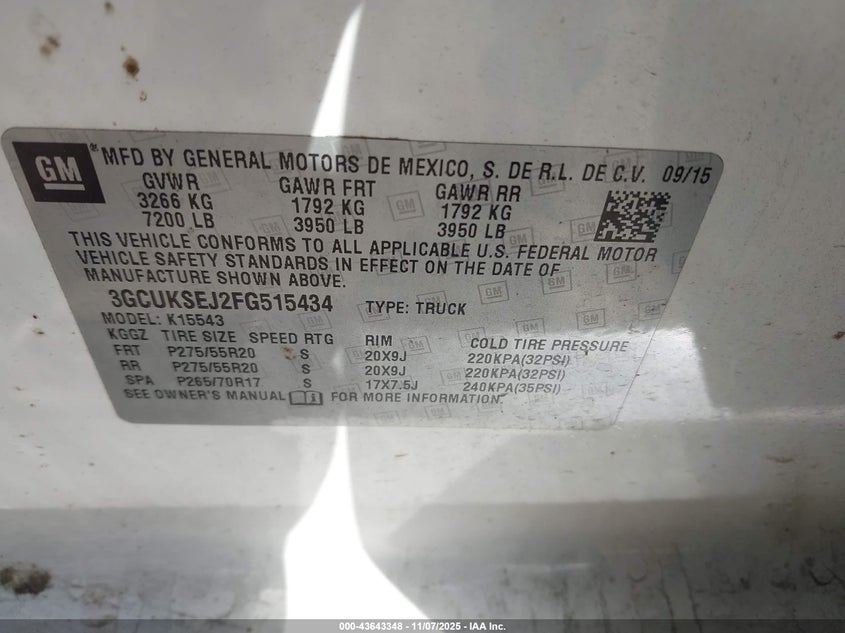 GM
® MFD BY GENERAL MOTORS DE MEXICO, S. DE R.L. DE C.V. 09/15
GVWR GAWR FRT GAWR RR
3266 KG 1792 KG 1792 KG
7200 LB 3950 LB 3950 LB
THIS VEHICLE CONFORMS TO ALL APPLICABLE U.S. FEDERAL MOTOR
VEHICLE SAFETY STANDARDS IN EFFECT ON THE DATE OF
MANUFACTURE SHOWN ABOVE.
3GCUKSEJ2FG515434 TYPE: TRUCK
MODEL: K15543
KGGZ TIRE SIZE SPEED RTG RIM COLD TIRE PRESSURE
FRT P275/55R20 S 20X9J 220KPA(32PSI)
RR P275/55R20 S 20X9J 220KPA(32PSI)
SPA P265/70R17 S 17X7.5J 240KPA(35PSI)
SEE OWNER'S MANUAL FOR MORE INFORMATION.
000-43643348 - 11/07/2025 - IAA Inc.